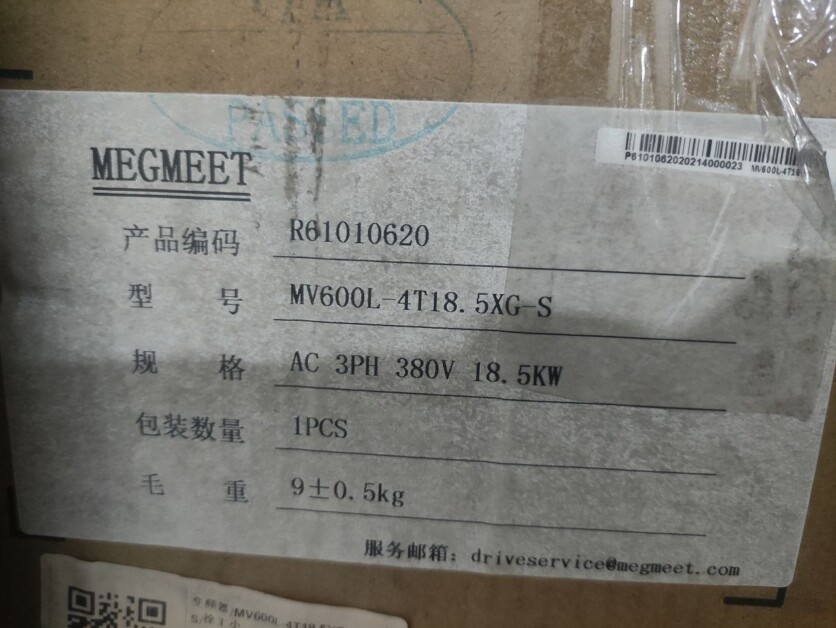 PASSED
MEGMEET
P6101062020214000023
产品编码 R61010620
型 号 MV600L-4T18.5XG-S
规 格 AC 3PH 380V 18.5KW
包装数量 1PCS
毛 重 9±0.5kg
服务邮箱: driveservice@megmeet.com